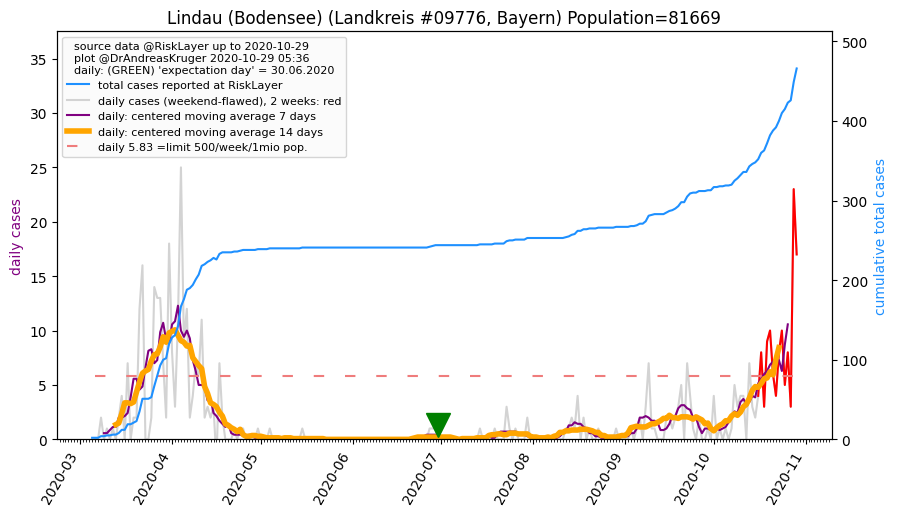 Lindau (Bodensee) (Landkreis #09776, Bayern) Population=81669
source data @RiskLayer up to 2020-10-29
plot @DrAndreasKruger 2020-10-29 05:36
daily: (GREEN) 'expectation day' = 30.06.2020
total cases reported at RiskLayer
daily cases (weekend-flawed), 2 weeks: red
daily: centered moving average 7 days
daily: centered moving average 14 days
daily 5.83 =limit 500/week/1mio pop.
daily cases
35
30
25
20
15
10
5
0
cumulative total cases
500
400
300
200
100
0
2020-03
2020-04
2020-05
2020-06
2020-07
2020-08
2020-09
2020-10
2020-11